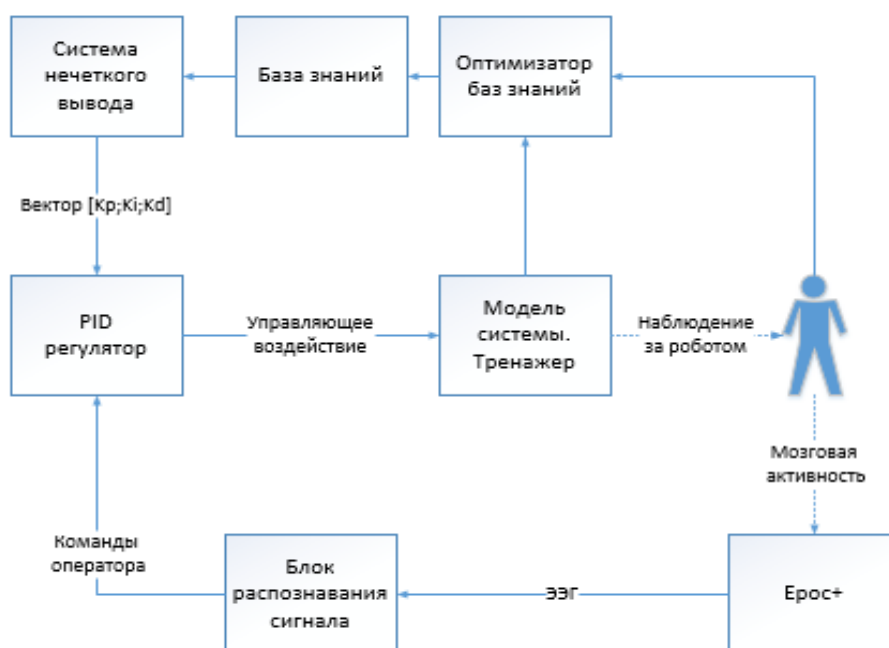 Система
нечеткого
вывода
База знаний
Оптимизатор
баз знаний
Вектор [Kp;Ki;Kd]
PID
регулятор
Управляющее
воздействие
Модель
системы.
Тренажер
Наблюдение
за роботом
Мозговая
активность
Команды
оператора
Блок
распознавания
сигнала
ЭЭГ
Epoc+